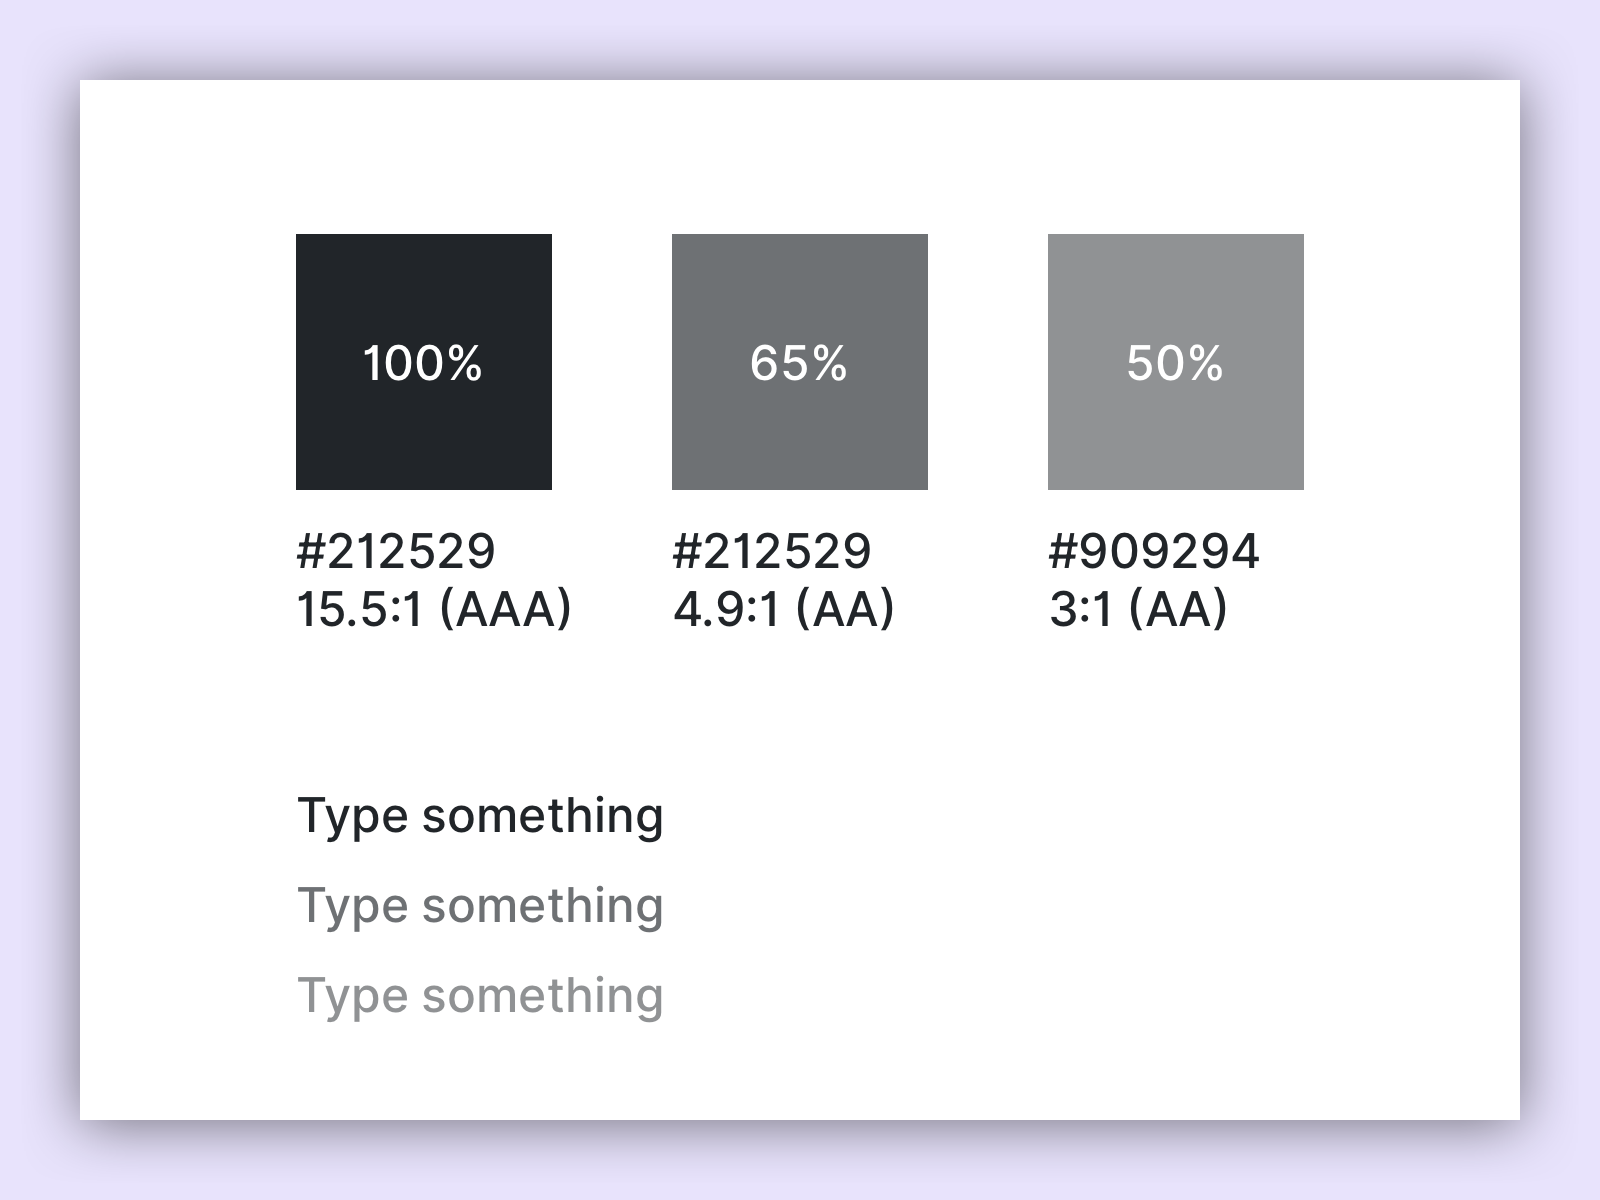 100%
65%
50%
#212529
15.5:1 (AAA)
#212529
4.9:1 (AA)
#909294
3:1 (AA)
Type something
Type something
Type something